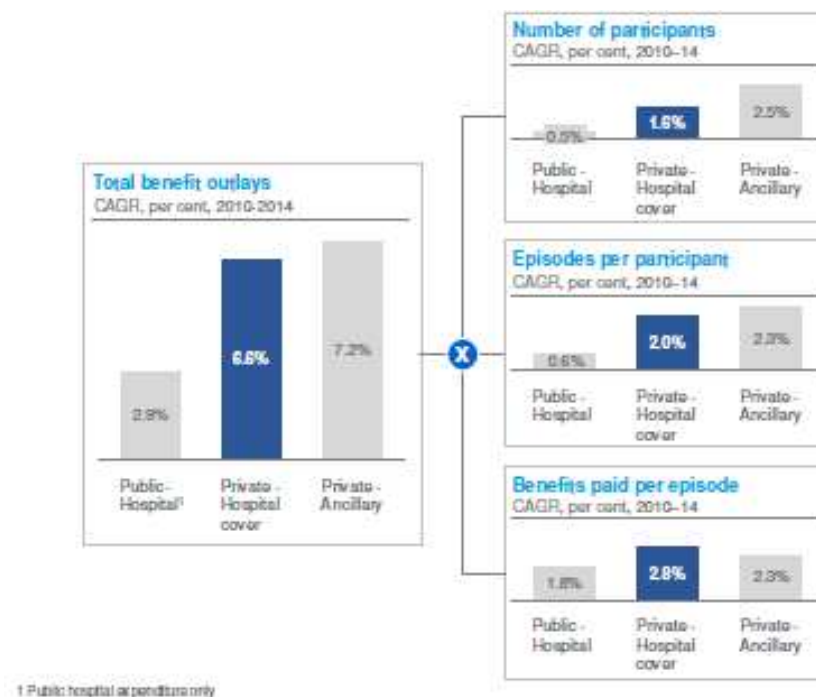 Total benefit outlays
CAGR, per cent, 2010-2014
2.9%
6.6%
7.2%
Public -
Hospital¹
Private -
Hospital
cover
Private -
Ancillary
X
Number of participants
CAGR, per cent, 2010–14
0.5%
1.6%
2.5%
Public -
Hospital
Private -
Hospital
cover
Private -
Ancillary
Episodes per participant
CAGR, per cent, 2010–14
0.6%
2.0%
2.3%
Public -
Hospital
Private -
Hospital
cover
Private -
Ancillary
Benefits paid per episode
CAGR, per cent, 2010–14
1.8%
2.8%
2.3%
Public -
Hospital
Private -
Hospital
cover
Private -
Ancillary
1 Public hospital expenditure only